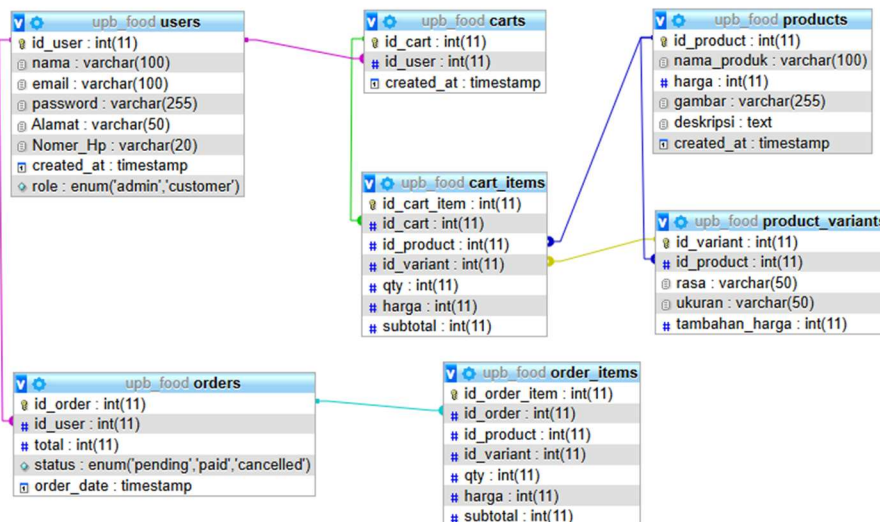 upb_food users
id_user : int(11)
nama : varchar(100)
email : varchar(100)
password : varchar(255)
Alamat : varchar(50)
Nomer_Hp : varchar(20)
created_at : timestamp
role : enum('admin','customer')
upb_food carts
id_cart : int(11)
id_user : int(11)
created_at : timestamp
upb_food products
id_product : int(11)
nama_produk : varchar(100)
harga : int(11)
gambar : varchar(255)
deskripsi : text
created_at : timestamp
upb_food cart_items
id_cart_item : int(11)
id_cart : int(11)
id_product : int(11)
id_variant : int(11)
qty : int(11)
harga : int(11)
subtotal : int(11)
upb_food product_variants
id_variant : int(11)
id_product : int(11)
rasa : varchar(50)
ukuran : varchar(50)
tambahan_harga : int(11)
upb_food orders
id_order : int(11)
id_user : int(11)
total : int(11)
status : enum('pending','paid','cancelled')
order_date : timestamp
upb_food order_items
id_order_item : int(11)
id_order : int(11)
id_product : int(11)
id_variant : int(11)
qty : int(11)
harga : int(11)
subtotal : int(11)